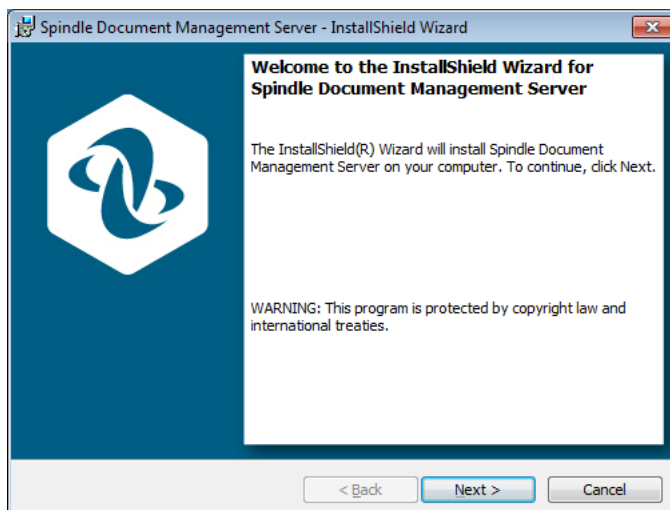 Spindle Document Management Server - InstallShield Wizard
Welcome to the InstallShield Wizard for
Spindle Document Management Server
The InstallShield(R) Wizard will install Spindle Document
Management Server on your computer. To continue, click Next.
WARNING: This program is protected by copyright law and
international treaties.
< Back Next > Cancel